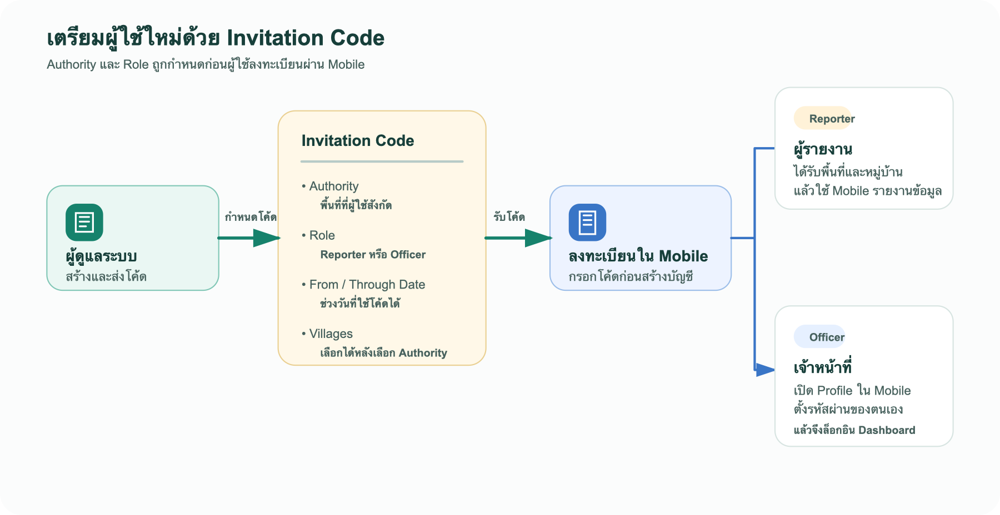 เตรียมผู้ใช้ใหม่ด้วย Invitation Code
Authority และ Role ถูกกำหนดก่อนผู้ใช้ลงทะเบียนผ่าน Mobile
ผู้ดูแลระบบ
สร้างและส่งโค้ด
กำหนดโค้ด
Invitation Code
• Authority
พื้นที่ที่ผู้ใช้สังกัด
• Role
Reporter หรือ Officer
• From / Through Date
ช่วงวันที่ใช้โค้ดได้
• Villages
เลือกได้หลังเลือก Authority
รับโค้ด
ลงทะเบียนใน Mobile
กรอกโค้ดก่อนสร้างบัญชี
Reporter
ผู้รายงาน
ได้รับพื้นที่และหมู่บ้าน
แล้วใช้ Mobile รายงานข้อมูล
Officer
เจ้าหน้าที่
เปิด Profile ใน Mobile
ตั้งรหัสผ่านของตนเอง
แล้วจึงล็อกอิน Dashboard